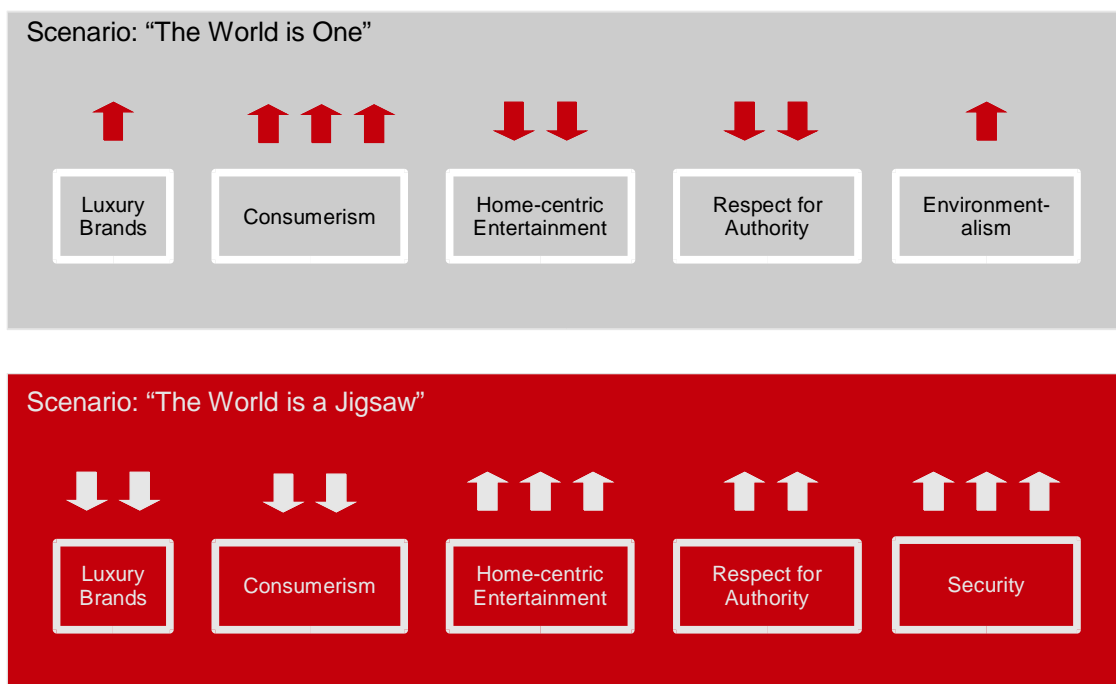 Scenario: “The World is One”
Luxury
Brands
Consumerism
Home-centric
Entertainment
Respect for
Authority
Environment-
alism
Scenario: “The World is a Jigsaw”
Luxury
Brands
Consumerism
Home-centric
Entertainment
Respect for
Authority
Security